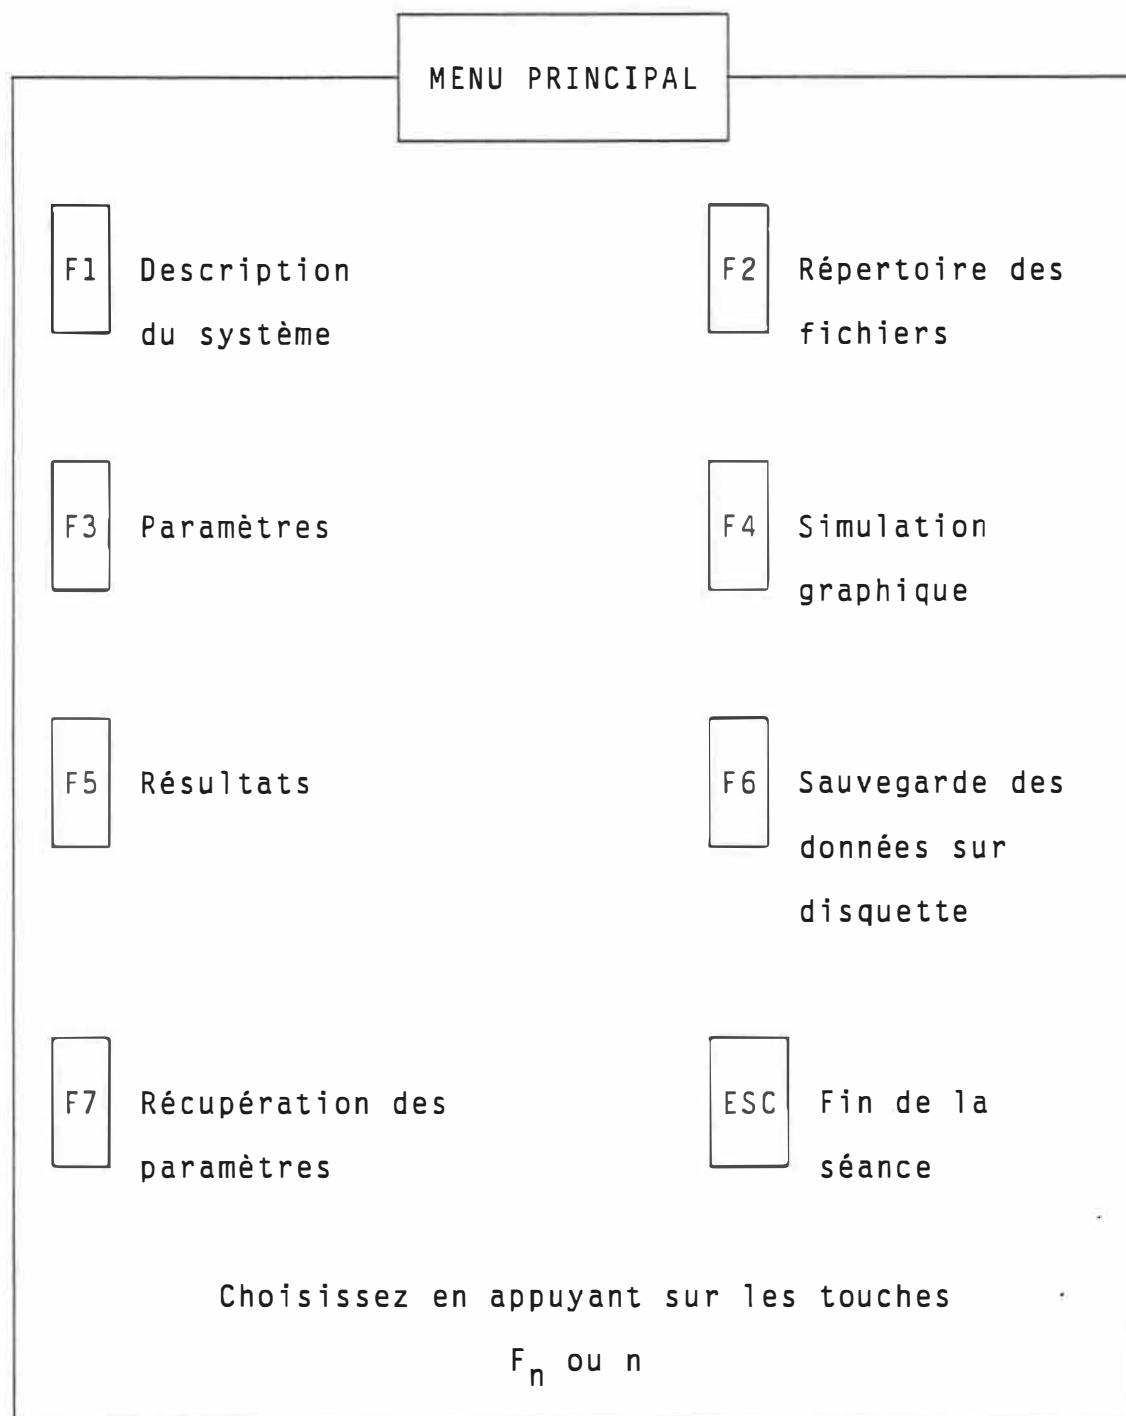 MENU PRINCIPAL
F1 Description
du système
F2 Répertoire des
fichiers
F3 Paramètres
F4 Simulation
graphique
F5 Résultats
F6 Sauvegarde des
données sur
disquette
F7 Récupération des
paramètres
ESC Fin de la
séance
Choisissez en appuyant sur les touches
Fn ou n